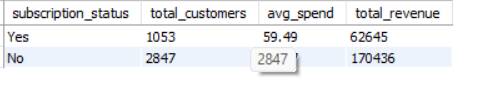 subscription_status total_customers avg_spend total_revenue
Yes 1053 59.49 62645
No 2847 2847 170436